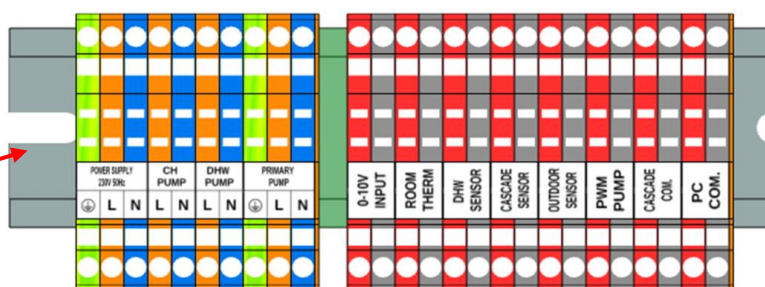 POWER SUPPLY
230V 50Hz
CH
PUMP
DHW
PUMP
PRIMARY
PUMP
⏚ L N L N L N ⏚ L N
0-10V
INPUT
ROOM
THERM
DHW
SENSOR
CASCADE
SENSOR
OUTDOOR
SENSOR
PWM
PUMP
CASCADE
COM.
PC
COM.